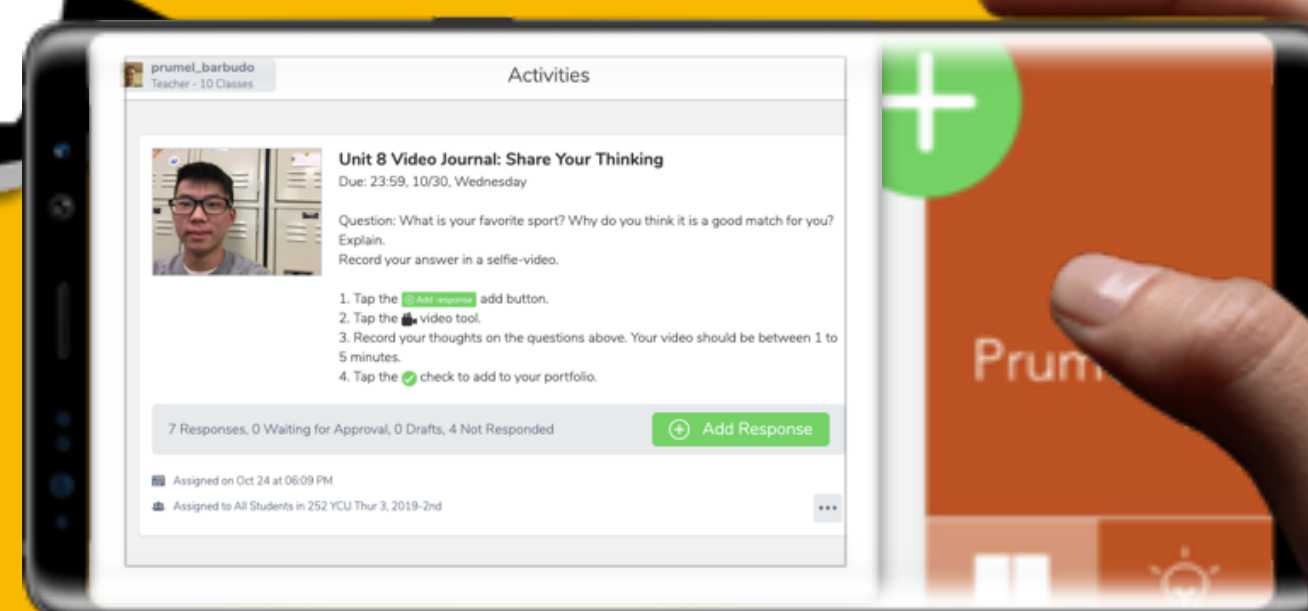 prumel_barbudo
Teacher - 10 Classes
Activities
Unit 8 Video Journal: Share Your Thinking
Due: 23:59, 10/30, Wednesday
Question: What is your favorite sport? Why do you think it is a good match for you?
Explain.
Record your answer in a selfie-video.
1. Tap the Add response add button.
2. Tap the video tool.
3. Record your thoughts on the questions above. Your video should be between 1 to
5 minutes.
4. Tap the check to add to your portfolio.
7 Responses, 0 Waiting for Approval, 0 Drafts, 4 Not Responded
Add Response
Assigned on Oct 24 at 06:09 PM
Assigned to All Students in 252 YCU Thur 3, 2019-2nd